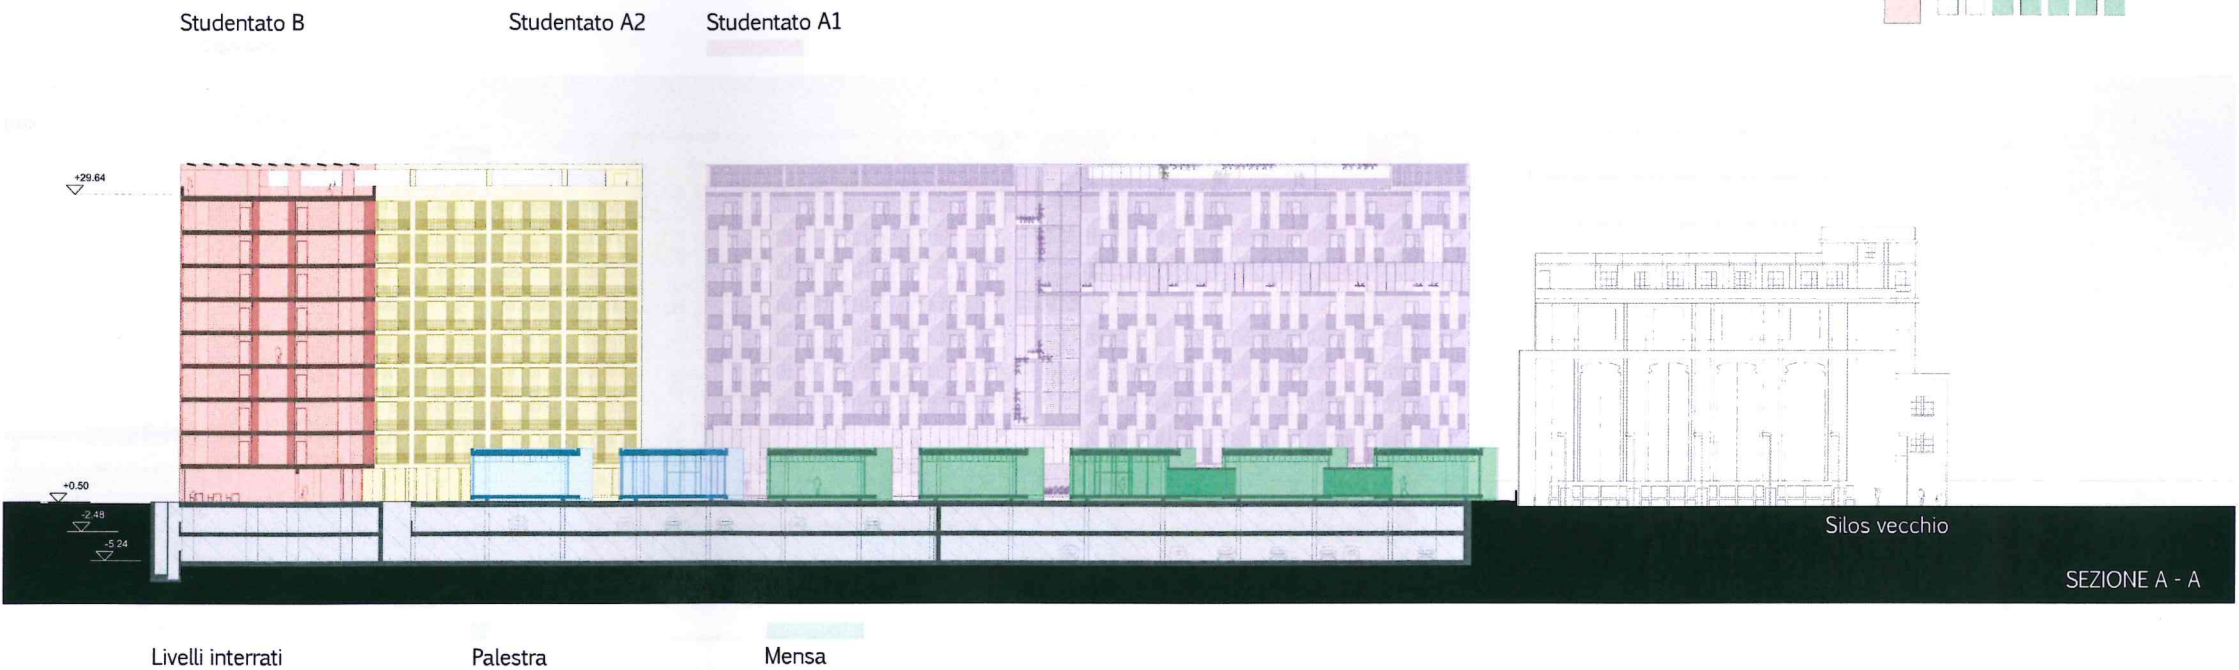 Studentato B
Studentato A2
Studentato A1
+29.64
+0.50
-2.48
-5 24
Silos vecchio
SEZIONE A - A
Livelli interrati
Palestra
Mensa